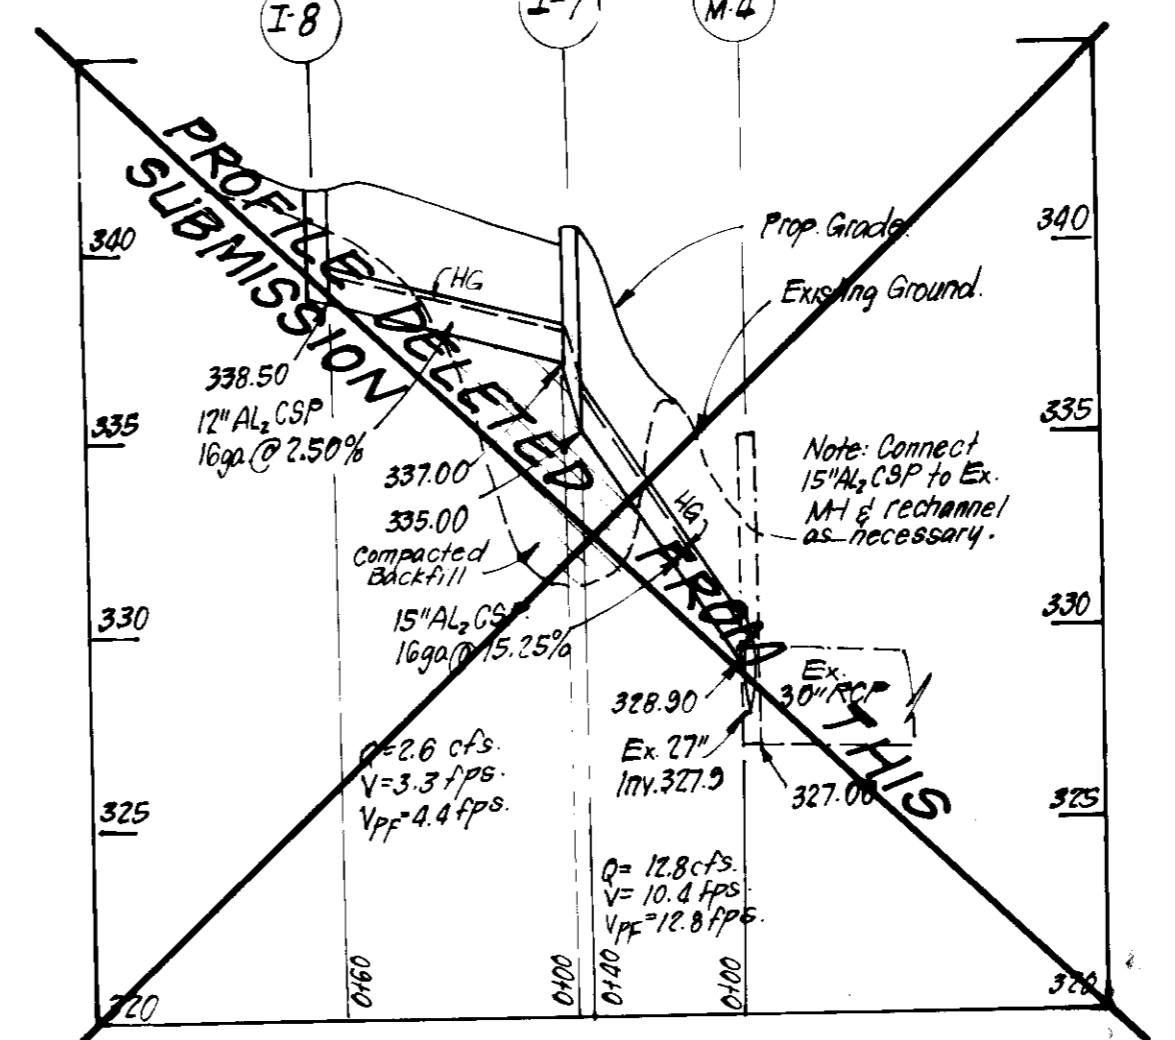 I-8
I-7
M-4
PROFILE DELETED FROM THIS
SUBMISSION
340
335
330
325
320
340
335
330
325
320
Prop. Grade.
Existing Ground.
HG
338.50
12" AL₂ CSP
16ga. @ 2.50%
337.00
335.00
Compacted
Backfill
15" AL₂ CSP
16ga @ 15.25%
HG
Note: Connect
15" AL₂ CSP to Ex.
MH & rechannel
as necessary.
328.90
Ex. 27"
Inv. 327.9
Ex.
30" RCP
327.00
Q=2.6 cfs.
V=3.3 fps.
VPF=4.4 fps.
Q= 12.8 cfs.
V= 10.4 fps.
VPF=12.8 fps.
0+60
0+00
0+40
0+00